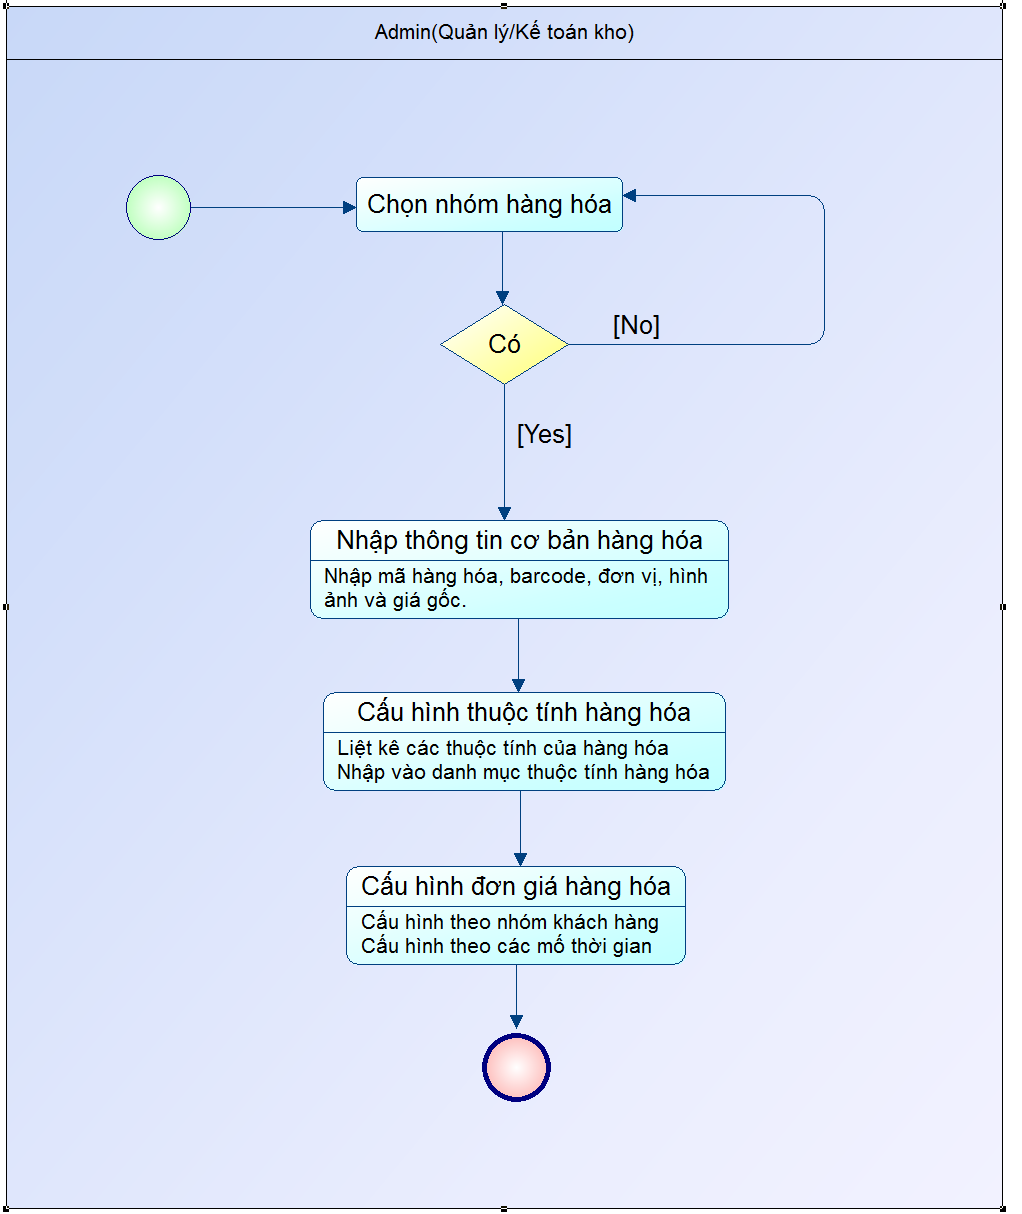 Admin(Quản lý/Kế toán kho)
Chọn nhóm hàng hóa
Có
[No]
[Yes]
Nhập thông tin cơ bản hàng hóa
Nhập mã hàng hóa, barcode, đơn vị, hình
ảnh và giá gốc.
Cấu hình thuộc tính hàng hóa
Liệt kê các thuộc tính của hàng hóa
Nhập vào danh mục thuộc tính hàng hóa
Cấu hình đơn giá hàng hóa
Cấu hình theo nhóm khách hàng
Cấu hình theo các mố thời gian